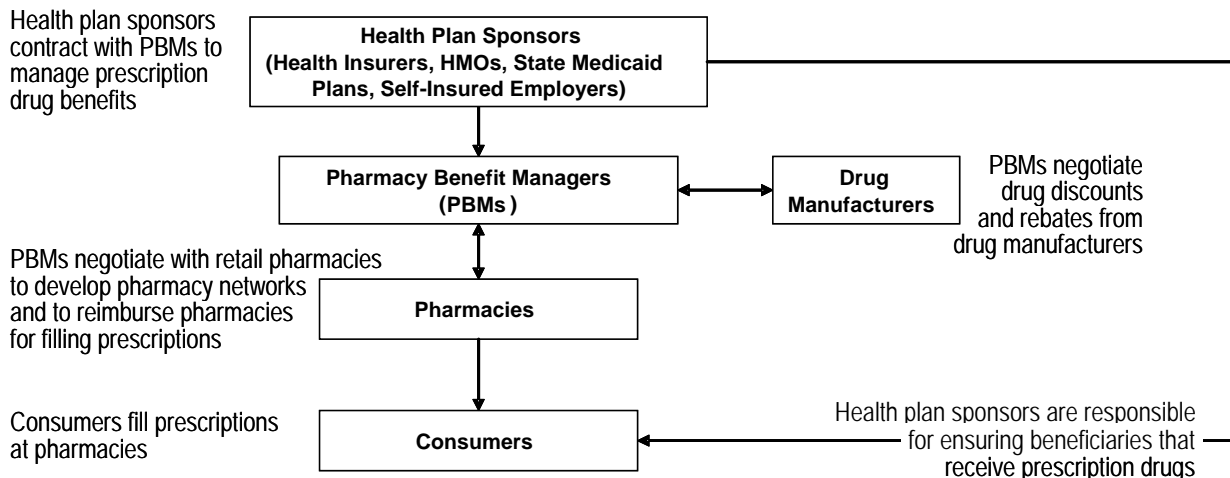 Health plan sponsors
contract with PBMs to
manage prescription
drug benefits
Health Plan Sponsors
(Health Insurers, HMOs, State Medicaid
Plans, Self-Insured Employers)
Pharmacy Benefit Managers
(PBMs )
Drug
Manufacturers
PBMs negotiate
drug discounts
and rebates from
drug manufacturers
PBMs negotiate with retail pharmacies
to develop pharmacy networks
and to reimburse pharmacies
for filling prescriptions
Pharmacies
Consumers fill prescriptions
at pharmacies
Consumers
Health plan sponsors are responsible
for ensuring beneficiaries that
receive prescription drugs